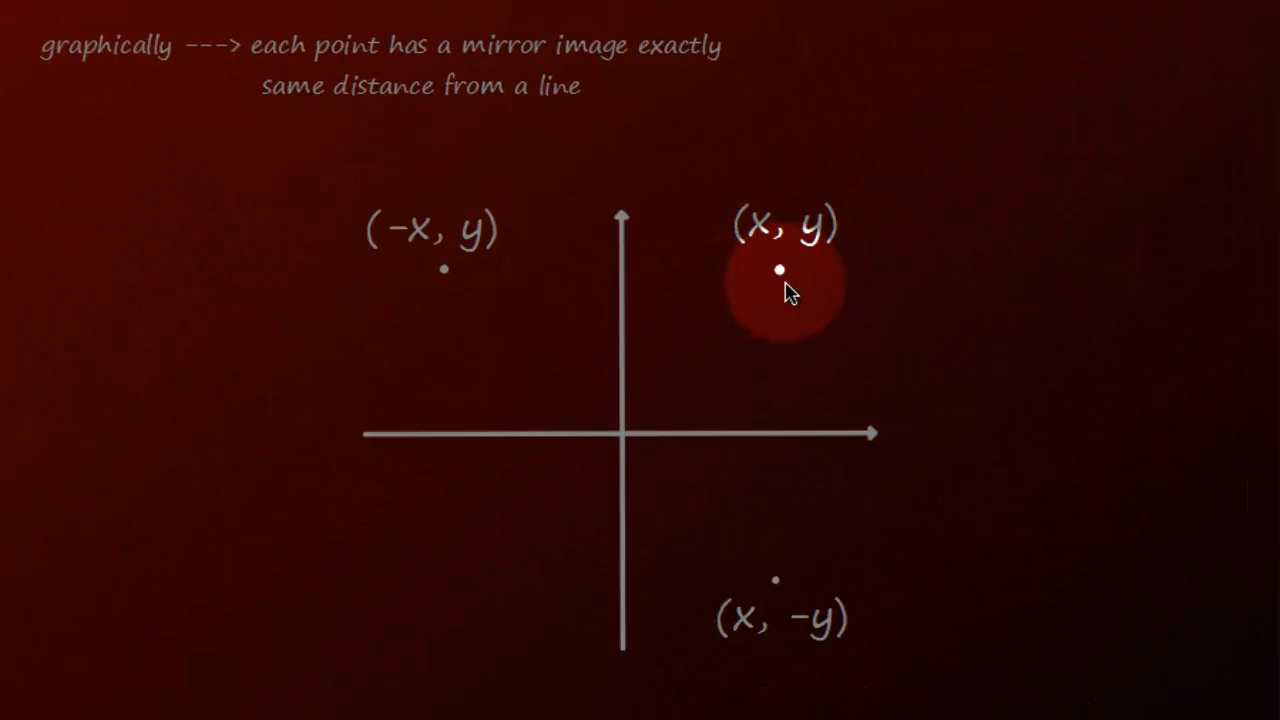 graphically ---> each point has a mirror image exactly
same distance from a line
(-x, y)
(x, y)
(x, -y)